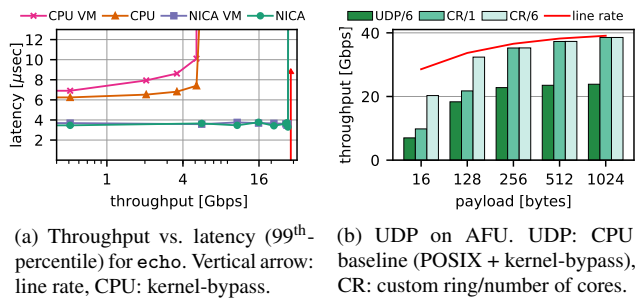 CPU VM CPU NICA VM NICA
12
10
8
6
4
2
latency [μsec]
1 4 16
throughput [Gbps]
UDP/6 CR/1 CR/6 line rate
40
20
0
throughput [Gbps]
16 128 256 512 1024
payload [bytes]
(a) Throughput vs. latency (99th-
percentile) for echo. Vertical arrow:
line rate, CPU: kernel-bypass.
(b) UDP on AFU. UDP: CPU
baseline (POSIX + kernel-bypass),
CR: custom ring/number of cores.